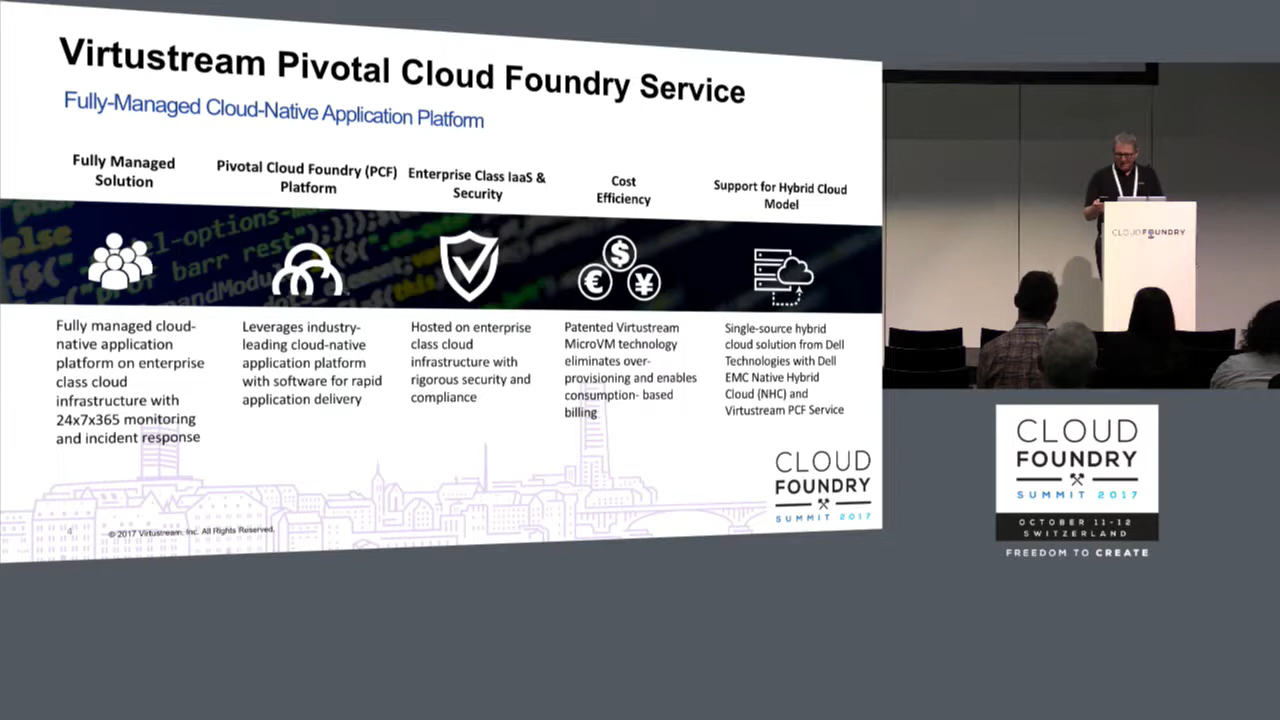 Virtustream Pivotal Cloud Foundry Service
Fully-Managed Cloud-Native Application Platform
Fully Managed
Solution
Pivotal Cloud Foundry (PCF)
Platform
Enterprise Class IaaS &
Security
Cost
Efficiency
Support for Hybrid Cloud
Model
Fully managed cloud-
native application
platform on enterprise
class cloud
infrastructure with
24x7x365 monitoring
and incident response
Leverages industry-
leading cloud-native
application platform
with software for rapid
application delivery
Hosted on enterprise
class cloud
infrastructure with
rigorous security and
compliance
Patented Virtustream
MicroVM technology
eliminates over-
provisioning and enables
consumption- based
billing
Single-source hybrid
cloud solution from Dell
Technologies with Dell
EMC Native Hybrid
Cloud (NHC) and
Virtustream PCF Service
CLOUD
FOUNDRY
SUMMIT 2017
4
© 2017 Virtustream, Inc. All Rights Reserved.
CLOUDFOUNDRY
CLOUD
FOUNDRY
SUMMIT 2017
OCTOBER 11-12
SWITZERLAND
FREEDOM TO CREATE